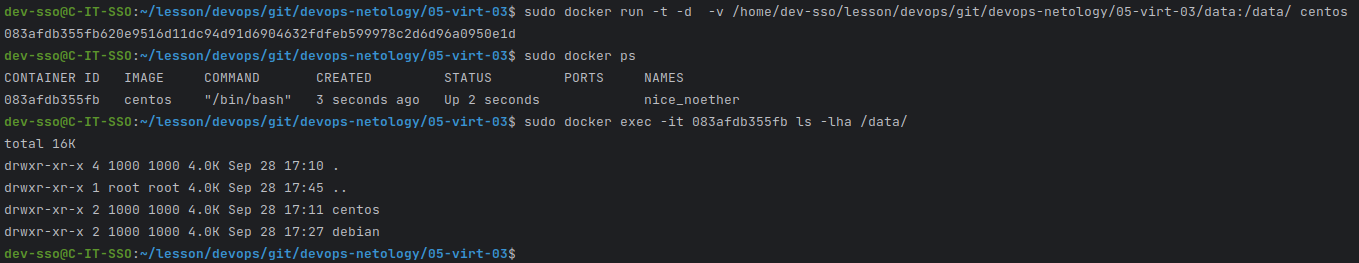 dev-sso@C-IT-SSO:~/lesson/devops/git/devops-netology/05-virt-03$ sudo docker run -t -d  -v /home/dev-sso/lesson/devops/git/devops-netology/05-virt-03/data:/data/ centos
083afdb355fb620e9516d11dc94d91d6904632fdfeb599978c2d6d96a0950e1d
dev-sso@C-IT-SSO:~/lesson/devops/git/devops-netology/05-virt-03$ sudo docker ps
CONTAINER ID   IMAGE     COMMAND       CREATED         STATUS         PORTS     NAMES
083afdb355fb   centos    "/bin/bash"   3 seconds ago   Up 2 seconds             nice_noether
dev-sso@C-IT-SSO:~/lesson/devops/git/devops-netology/05-virt-03$ sudo docker exec -it 083afdb355fb ls -lha /data/
total 16K
drwxr-xr-x 4 1000 1000 4.0K Sep 28 17:10 .
drwxr-xr-x 1 root root 4.0K Sep 28 17:45 ..
drwxr-xr-x 2 1000 1000 4.0K Sep 28 17:11 centos
drwxr-xr-x 2 1000 1000 4.0K Sep 28 17:27 debian
dev-sso@C-IT-SSO:~/lesson/devops/git/devops-netology/05-virt-03$